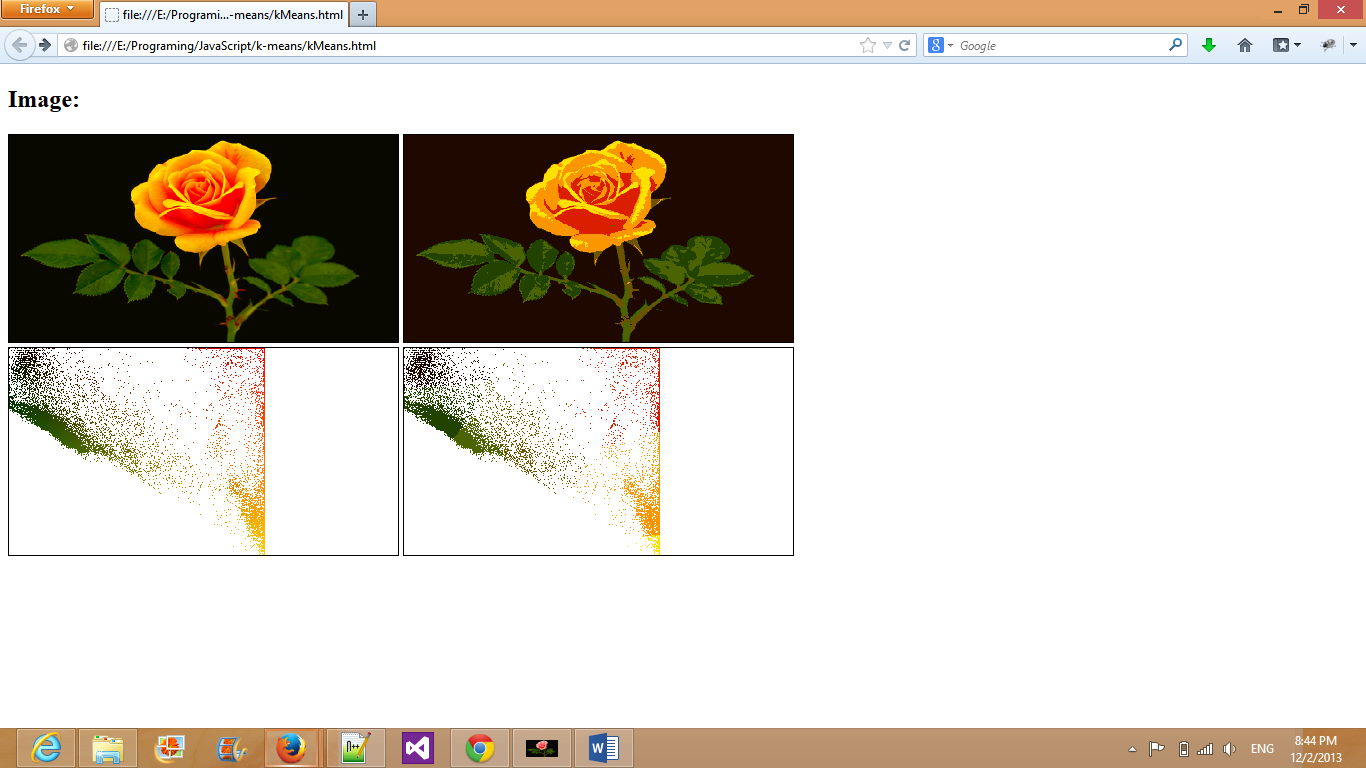 Firefox
file:///E:/Programi...-means/kMeans.html
file:///E:/Programing/JavaScript/k-means/kMeans.html
Google
Image:
ENG
8:44 PM
12/2/2013